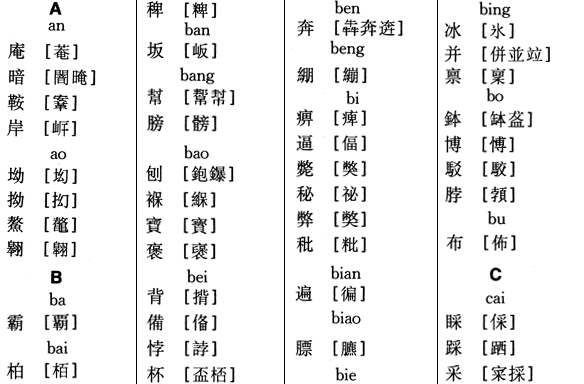 A
an
庵 [菴]
暗 [闇晻]
鞍 [鞌]
岸 [㟁]
ao
坳 [㘭]
拗 [抝]
鰲 [鼇]
翱 [翶]
B
ba
霸 [覇]
bai
柏 [栢]
稗 [粺]
ban
坂 [岅]
bang
幫 [幚幇]
膀 [髈]
bao
刨 [鉋鑤]
褓 [緥]
寶 [寳]
褒 [襃]
bei
背 [揹]
備 [俻]
悖 [誖]
杯 [盃桮]
ben
奔 [犇奔逩]
beng
繃 [繃]
bi
痹 [痺]
逼 [偪]
斃 [獘]
秘 [祕]
弊 [獘]
秕 [粃]
bian
遍 [徧]
biao
膘 [臕]
bie
bing
冰 [氷]
并 [併並竝]
稟 [禀]
bo
鉢 [缽盋]
博 [愽]
駁 [駮]
脖 [頟]
bu
布 [佈]
C
cai
睬 [倸]
踩 [跴]
采 [寀採]